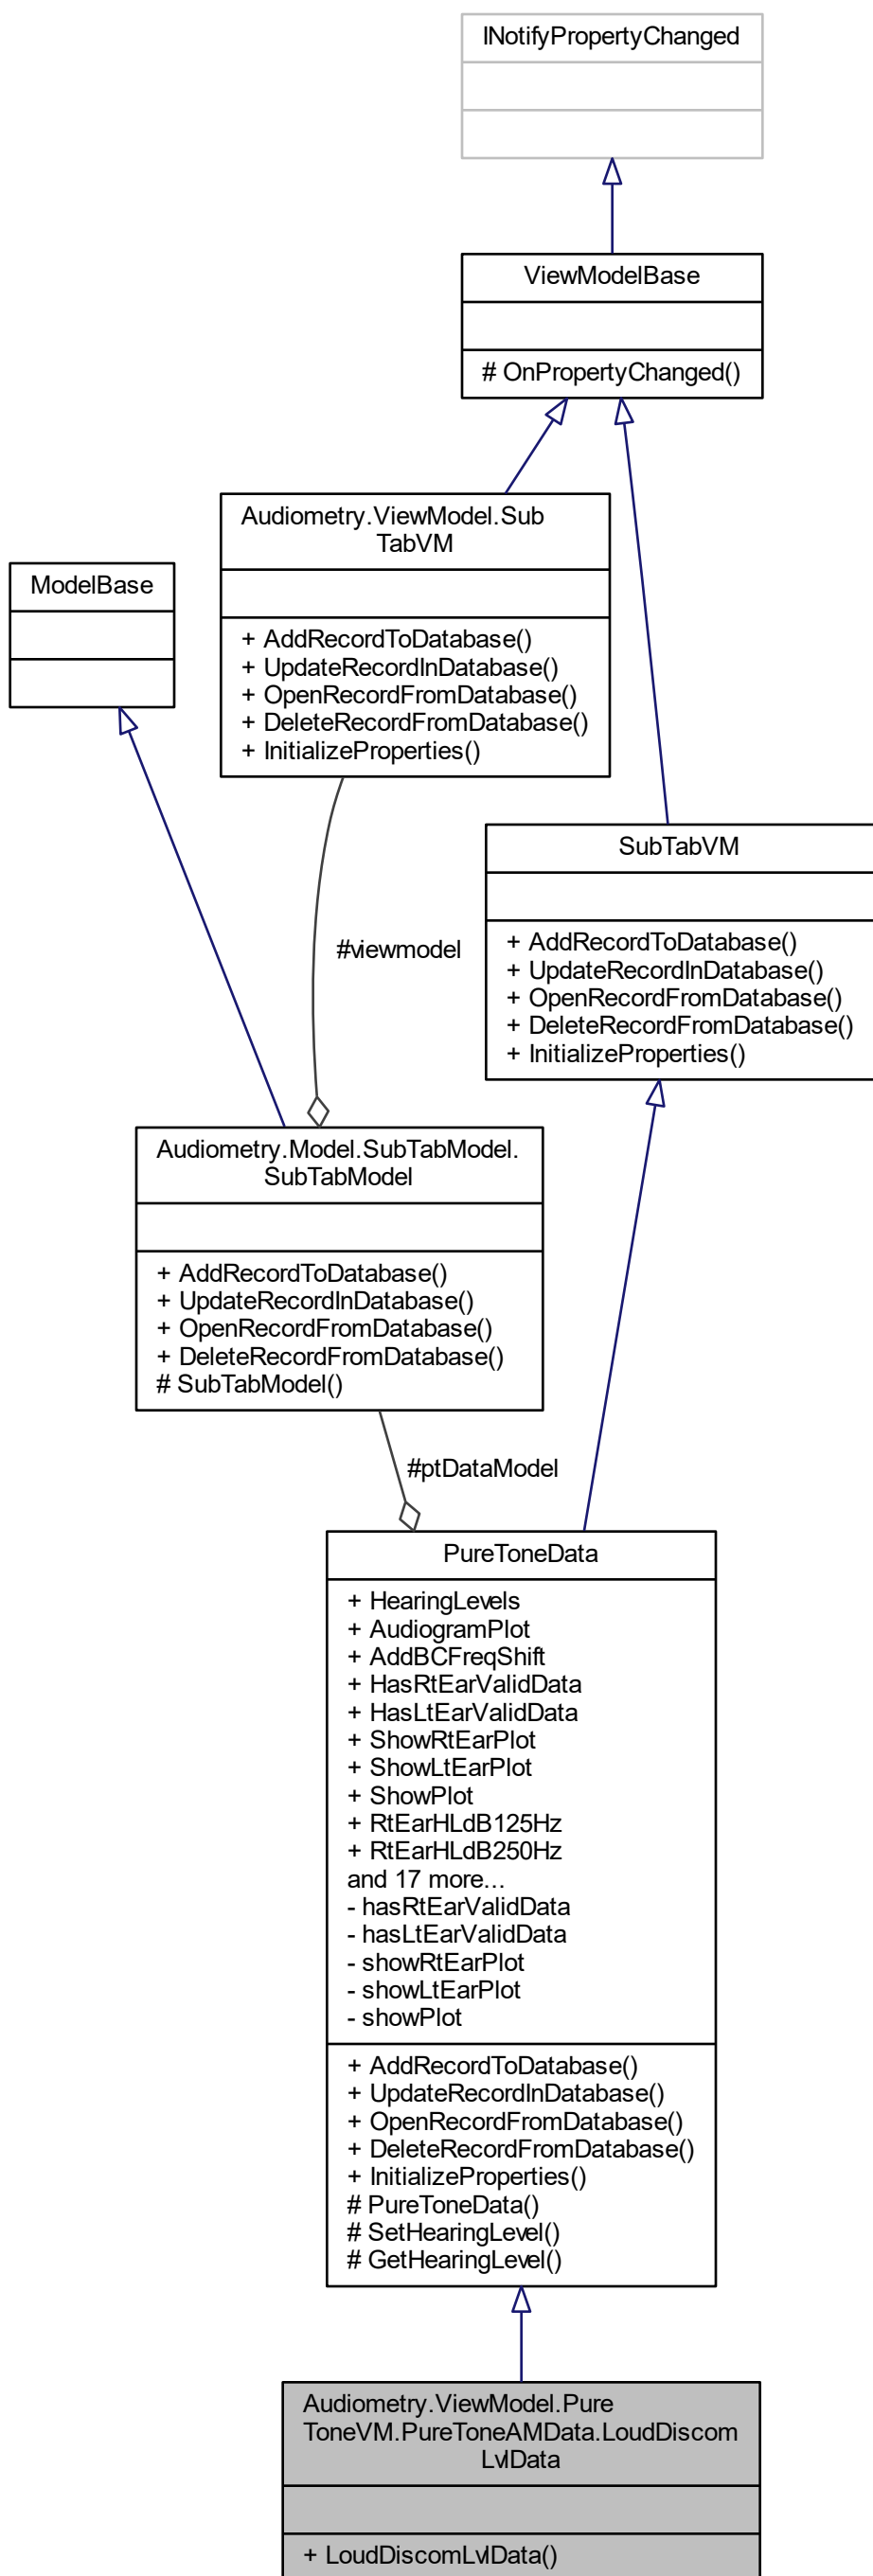 INotifyPropertyChanged
ViewModelBase
# OnPropertyChanged()
Audiometry.ViewModel.Sub
TabVM
+ AddRecordToDatabase()
+ UpdateRecordInDatabase()
+ OpenRecordFromDatabase()
+ DeleteRecordFromDatabase()
+ InitializeProperties()
ModelBase
SubTabVM
+ AddRecordToDatabase()
+ UpdateRecordInDatabase()
+ OpenRecordFromDatabase()
+ DeleteRecordFromDatabase()
+ InitializeProperties()
#viewmodel
Audiometry.Model.SubTabModel.
SubTabModel
+ AddRecordToDatabase()
+ UpdateRecordInDatabase()
+ OpenRecordFromDatabase()
+ DeleteRecordFromDatabase()
# SubTabModel()
#ptDataModel
PureToneData
+ HearingLevels
+ AudiogramPlot
+ AddBCFreqShift
+ HasRtEarValidData
+ HasLtEarValidData
+ ShowRtEarPlot
+ ShowLtEarPlot
+ ShowPlot
+ RtEarHLdB125Hz
+ RtEarHLdB250Hz
and 17 more...
- hasRtEarValidData
- hasLtEarValidData
- showRtEarPlot
- showLtEarPlot
- showPlot
+ AddRecordToDatabase()
+ UpdateRecordInDatabase()
+ OpenRecordFromDatabase()
+ DeleteRecordFromDatabase()
+ InitializeProperties()
# PureToneData()
# SetHearingLevel()
# GetHearingLevel()
Audiometry.ViewModel.Pure
ToneVM.PureToneAMData.LoudDiscom
LvlData
+ LoudDiscomLvlData()